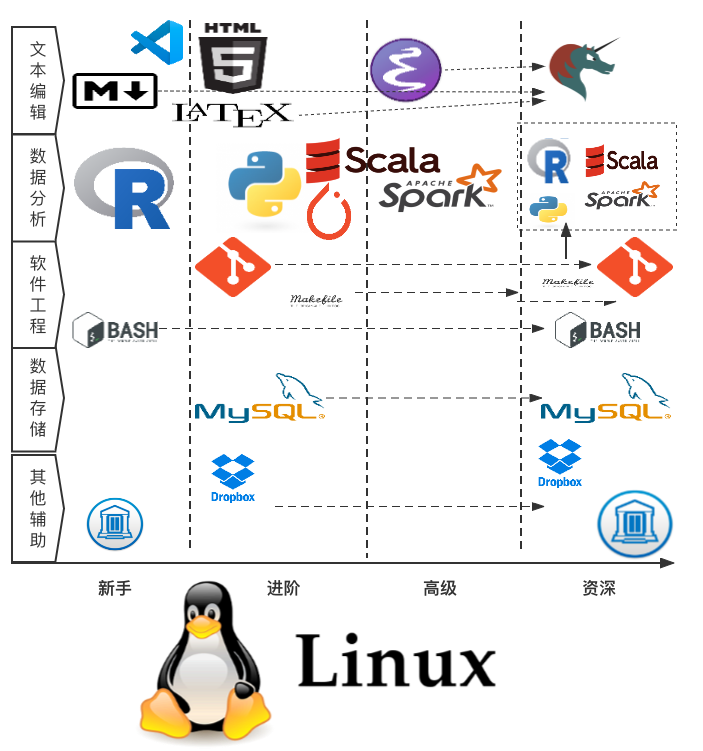 文本编辑
HTML
5
M
LATEX
数据分析
R
Scala
APACHE
Spark
R
Scala
APACHE
Spark
软件工程
Makefile
Makefile
BASH
BASH
数据存储
MySQL
MySQL
其他辅助
Dropbox
Dropbox
新手
进阶
高级
资深
Linux